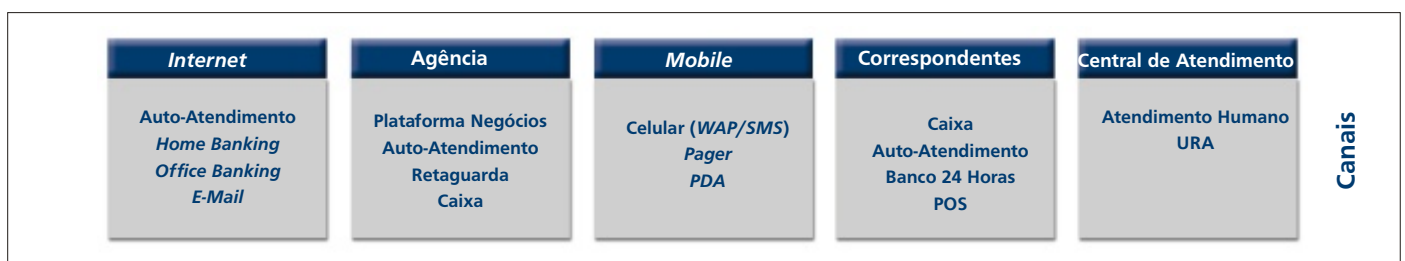 Internet
Auto-Atendimento
Home Banking
Office Banking
E-Mail
Agência
Plataforma Negócios
Auto-Atendimento
Retaguarda
Caixa
Mobile
Celular (WAP/SMS)
Pager
PDA
Correspondentes
Caixa
Auto-Atendimento
Banco 24 Horas
POS
Central de Atendimento
Atendimento Humano
URA
Canais